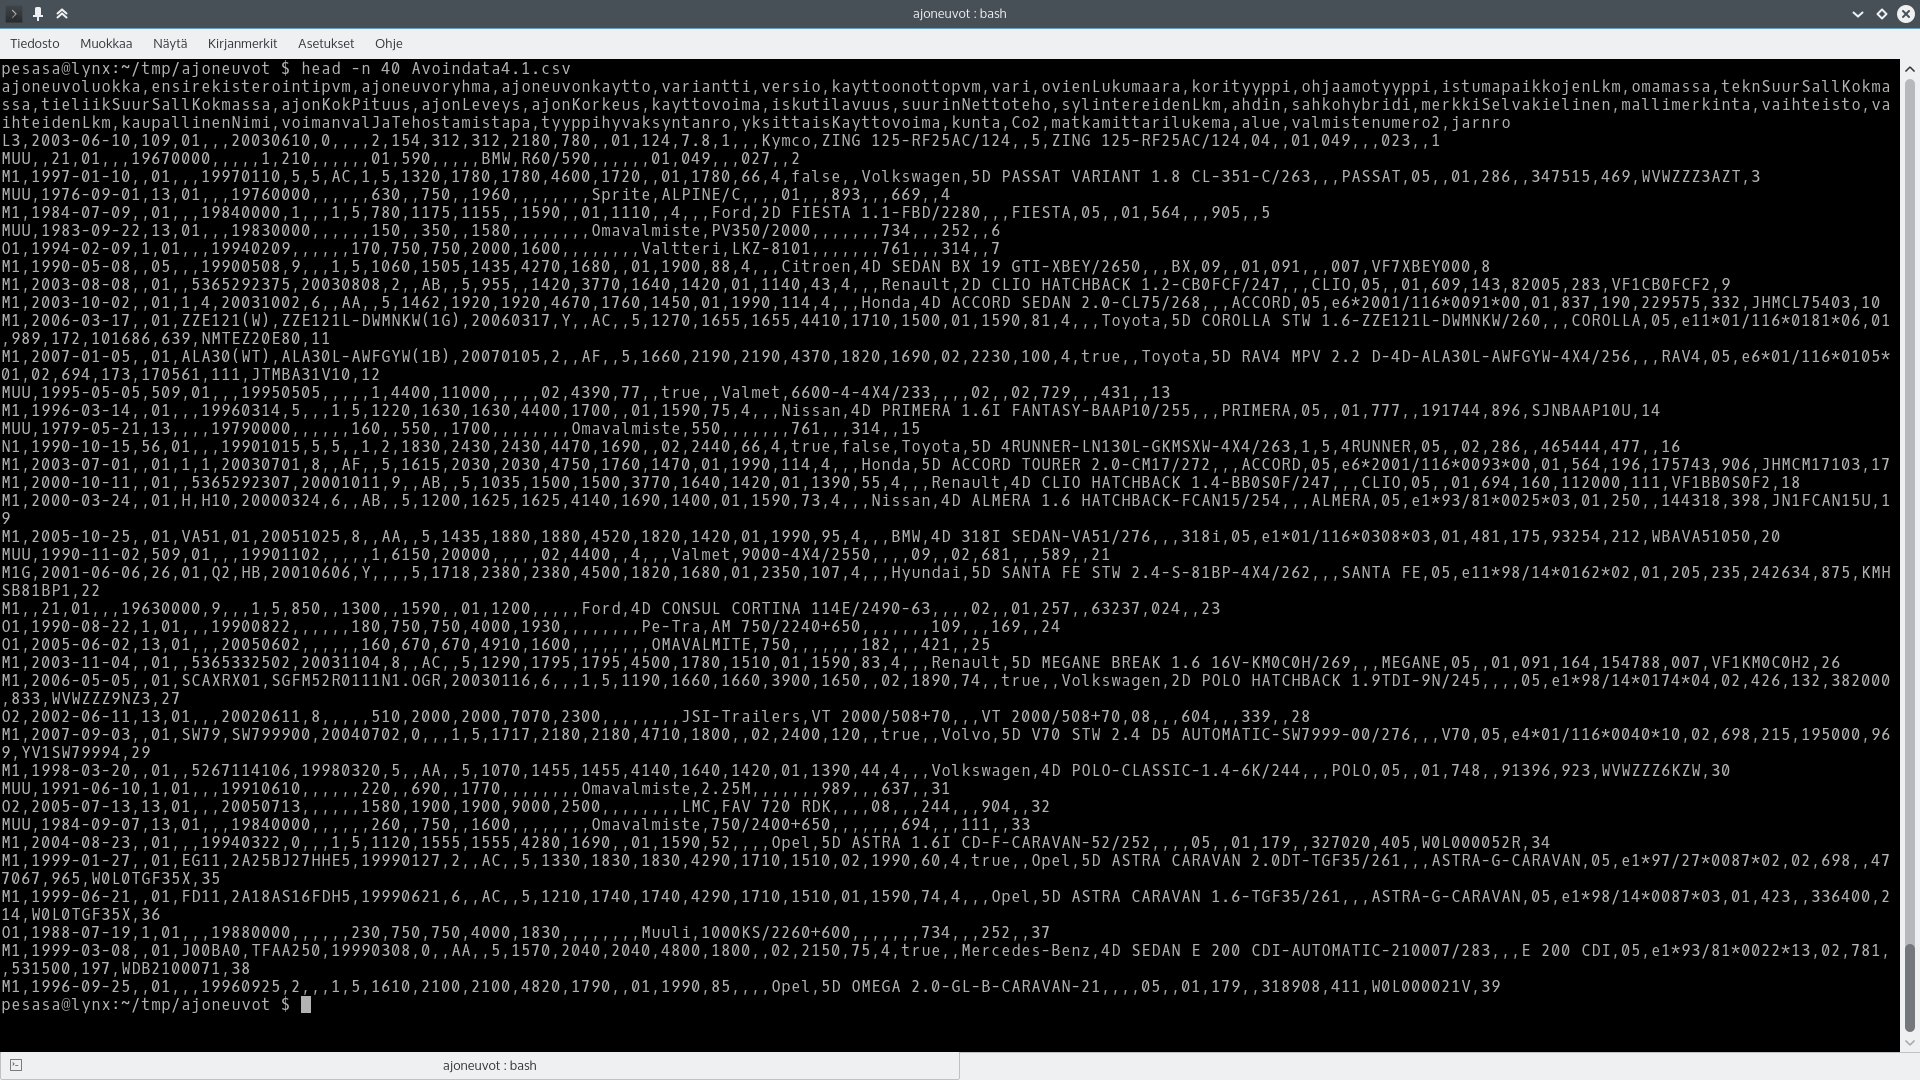 ajoneuvot : bash
Tiedosto Muokkaa Näytä Kirjanmerkit Asetukset Ohje
pesasa@lynx:~/tmp/ajoneuvot $ head -n 40 Avoindata4.1.csv
ajoneuvoluokka,ensirekisterointipvm,ajoneuvoryhma,ajoneuvonkaytto,variantti,versio,kayttoonottopvm,vari,ovienLukumaara,korityyppi,ohjaamotyyppi,istumapaikkojenLkm,omamassa,teknSuurSallKokma
ssa,tieliikSuurSallKokmassa,ajonKokPituus,ajonLeveys,ajonKorkeus,kayttovoima,iskutilavuus,suurinNettoteho,sylintereidenLkm,ahdin,sahkohybridi,merkkiSelvakielinen,mallimerkinta,vaihteisto,va
ihteidenLkm,kaupallinenNimi,voimanvalJaTehostamistapa,tyyppihyvaksyntanro,yksittaisKayttovoima,kunta,Co2,matkamittarilukema,alue,valmistenumero2,jarnro
L3,2003-06-10,109,01,,,20030610,0,,,,2,154,312,312,2180,780,,01,124,7.8,1,,,Kymco,ZING 125-RF25AC/124,,5,ZING 125-RF25AC/124,04,,01,049,,,023,,1
MUU,,21,01,,,19670000,,,,,1,210,,,,,,01,590,,,,,BMW,R60/590,,,,,,01,049,,,027,,2
M1,1997-01-10,,01,,,19970110,5,5,AC,1,5,1320,1780,1780,4600,1720,,01,1780,66,4,false,,Volkswagen,5D PASSAT VARIANT 1.8 CL-351-C/263,,,PASSAT,05,,01,286,,347515,469,WVWZZZ3AZT,3
MUU,1976-09-01,13,01,,,19760000,,,,,,630,,750,,1960,,,,,,,,Sprite,ALPINE/C,,,,01,,,893,,,669,,4
M1,1984-07-09,,01,,,19840000,1,,,1,5,780,1175,1155,,1590,,01,1110,,4,,,Ford,2D FIESTA 1.1-FBD/2280,,,FIESTA,05,,01,564,,,905,,5
MUU,1983-09-22,13,01,,,19830000,,,,,,150,,350,,1580,,,,,,,,Omavalmiste,PV350/2000,,,,,,,734,,,252,,6
O1,1994-02-09,1,01,,,19940209,,,,,,170,750,750,2000,1600,,,,,,,,Valtteri,LKZ-8101,,,,,,,761,,,314,,7
M1,1990-05-08,,05,,,19900508,9,,,1,5,1060,1505,1435,4270,1680,,01,1900,88,4,,,Citroen,4D SEDAN BX 19 GTI-XBEY/2650,,,BX,09,,01,091,,,007,VF7XBEY000,8
M1,2003-08-08,,01,,5365292375,20030808,2,,AB,,5,955,,1420,3770,1640,1420,01,1140,43,4,,,Renault,2D CLIO HATCHBACK 1.2-CB0FCF/247,,,CLIO,05,,01,609,143,82005,283,VF1CB0FCF2,9
M1,2003-10-02,,01,1,4,20031002,6,,AA,,5,1462,1920,1920,4670,1760,1450,01,1990,114,4,,,Honda,4D ACCORD SEDAN 2.0-CL75/268,,,ACCORD,05,e6*2001/116*0091*00,01,837,190,229575,332,JHMCL75403,10
M1,2006-03-17,,01,ZZE121(W),ZZE121L-DWMNKW(1G),20060317,Y,,AC,,5,1270,1655,1655,4410,1710,1500,01,1590,81,4,,,Toyota,5D COROLLA STW 1.6-ZZE121L-DWMNKW/260,,,COROLLA,05,e11*01/116*0181*06,01
,989,172,101686,639,NMTEZ20E80,11
M1,2007-01-05,,01,ALA30(WT),ALA30L-AWFGYW(1B),20070105,2,,AF,,5,1660,2190,2190,4370,1820,1690,02,2230,100,4,true,,Toyota,5D RAV4 MPV 2.2 D-4D-ALA30L-AWFGYW-4X4/256,,,RAV4,05,e6*01/116*0105*
01,02,694,173,170561,111,JTMBA31V10,12
MUU,1995-05-05,509,01,,,19950505,,,,,1,4400,11000,,,,,02,4390,77,,true,,Valmet,6600-4-4X4/233,,,,02,,02,729,,,431,,13
M1,1996-03-14,,01,,,19960314,5,,,1,5,1220,1630,1630,4400,1700,,01,1590,75,4,,,Nissan,4D PRIMERA 1.6I FANTASY-BAAP10/255,,,PRIMERA,05,,01,777,,191744,896,SJNBAAP10U,14
MUU,1979-05-21,13,,,,19790000,,,,,,160,,550,,1700,,,,,,,,Omavalmiste,550,,,,,,,761,,,314,,15
N1,1990-10-15,56,01,,,19901015,5,5,,1,2,1830,2430,2430,4470,1690,,02,2440,66,4,true,false,Toyota,5D 4RUNNER-LN130L-GKMSXW-4X4/263,1,5,4RUNNER,05,,02,286,,465444,477,,16
M1,2003-07-01,,01,1,1,20030701,8,,AF,,5,1615,2030,2030,4750,1760,1470,01,1990,114,4,,,Honda,5D ACCORD TOURER 2.0-CM17/272,,,ACCORD,05,e6*2001/116*0093*00,01,564,196,175743,906,JHMCM17103,17
M1,2000-10-11,,01,,5365292307,20001011,9,,AB,,5,1035,1500,1500,3770,1640,1420,01,1390,55,4,,,Renault,4D CLIO HATCHBACK 1.4-BB0S0F/247,,,CLIO,05,,01,694,160,112000,111,VF1BB0S0F2,18
M1,2000-03-24,,01,H,H10,20000324,6,,AB,,5,1200,1625,1625,4140,1690,1400,01,1590,73,4,,,Nissan,4D ALMERA 1.6 HATCHBACK-FCAN15/254,,,ALMERA,05,e1*93/81*0025*03,01,250,,144318,398,JN1FCAN15U,1
9
M1,2005-10-25,,01,VA51,01,20051025,8,,AA,,5,1435,1880,1880,4520,1820,1420,01,1990,95,4,,,BMW,4D 318I SEDAN-VA51/276,,,318i,05,e1*01/116*0308*03,01,481,175,93254,212,WBAVA51050,20
MUU,1990-11-02,509,01,,,19901102,,,,,1,6150,20000,,,,,02,4400,,4,,,Valmet,9000-4X4/2550,,,,09,,02,681,,,589,,21
M1G,2001-06-06,26,01,Q2,HB,20010606,Y,,,,5,1718,2380,2380,4500,1820,1680,01,2350,107,4,,,Hyundai,5D SANTA FE STW 2.4-S-81BP-4X4/262,,,SANTA FE,05,e11*98/14*0162*02,01,205,235,242634,875,KMH
SB81BP1,22
M1,,21,01,,,19630000,9,,,1,5,850,,1300,,1590,,01,1200,,,,,Ford,4D CONSUL CORTINA 114E/2490-63,,,,02,,01,257,,63237,024,,23
O1,1990-08-22,1,01,,,19900822,,,,,,180,750,750,4000,1930,,,,,,,,Pe-Tra,AM 750/2240+650,,,,,,,109,,,169,,24
O1,2005-06-02,13,01,,,20050602,,,,,,160,670,670,4910,1600,,,,,,,,OMAVALMITE,750,,,,,,,182,,,421,,25
M1,2003-11-04,,01,,5365332502,20031104,8,,AC,,5,1290,1795,1795,4500,1780,1510,01,1590,83,4,,,Renault,5D MEGANE BREAK 1.6 16V-KM0C0H/269,,,MEGANE,05,,01,091,164,154788,007,VF1KM0C0H2,26
M1,2006-05-05,,01,SCAXRX01,SGFM52R0111N1.OGR,20030116,6,,,1,5,1190,1660,1660,3900,1650,,02,1890,74,,true,,Volkswagen,2D POLO HATCHBACK 1.9TDI-9N/245,,,,05,e1*98/14*0174*04,02,426,132,382000
,833,WVWZZZ9NZ3,27
O2,2002-06-11,13,01,,,20020611,8,,,,,510,2000,2000,7070,2300,,,,,,,,JSI-Trailers,VT 2000/508+70,,,VT 2000/508+70,08,,,604,,,339,,28
M1,2007-09-03,,01,SW79,SW799900,20040702,0,,,1,5,1717,2180,2180,4710,1800,,02,2400,120,,true,,Volvo,5D V70 STW 2.4 D5 AUTOMATIC-SW7999-00/276,,,V70,05,e4*01/116*0040*10,02,698,215,195000,96
9,YV1SW79994,29
M1,1998-03-20,,01,,5267114106,19980320,5,,AA,,5,1070,1455,1455,4140,1640,1420,01,1390,44,4,,,Volkswagen,4D POLO-CLASSIC-1.4-6K/244,,,POLO,05,,01,748,,91396,923,WVWZZZ6KZW,30
MUU,1991-06-10,1,01,,,19910610,,,,,,220,,690,,1770,,,,,,,,Omavalmiste,2.25M,,,,,,,989,,,637,,31
O2,2005-07-13,13,01,,,20050713,,,,,,1580,1900,1900,9000,2500,,,,,,,,LMC,FAV 720 RDK,,,,08,,,244,,,904,,32
MUU,1984-09-07,13,01,,,19840000,,,,,,260,,750,,1600,,,,,,,,Omavalmiste,750/2400+650,,,,,,,694,,,111,,33
M1,2004-08-23,,01,,,19940322,0,,,1,5,1120,1555,1555,4280,1690,,01,1590,52,,,,Opel,5D ASTRA 1.6I CD-F-CARAVAN-52/252,,,,05,,01,179,,327020,405,W0L000052R,34
M1,1999-01-27,,01,EG11,2A25BJ27HHE5,19990127,2,,AC,,5,1330,1830,1830,4290,1710,1510,02,1990,60,4,true,,Opel,5D ASTRA CARAVAN 2.0DT-TGF35/261,,,ASTRA-G-CARAVAN,05,e1*97/27*0087*02,02,698,,47
7067,965,W0L0TGF35X,35
M1,1999-06-21,,01,FD11,2A18AS16FDH5,19990621,6,,AC,,5,1210,1740,1740,4290,1710,1510,01,1590,74,4,,,Opel,5D ASTRA CARAVAN 1.6-TGF35/261,,,ASTRA-G-CARAVAN,05,e1*98/14*0087*03,01,423,,336400,2
14,W0L0TGF35X,36
O1,1988-07-19,1,01,,,19880000,,,,,,230,750,750,4000,1830,,,,,,,,Muuli,1000KS/2260+600,,,,,,,734,,,252,,37
M1,1999-03-08,,01,J00BA0,TFAA250,19990308,0,,AA,,5,1570,2040,2040,4800,1800,,02,2150,75,4,true,,Mercedes-Benz,4D SEDAN E 200 CDI-AUTOMATIC-210007/283,,,E 200 CDI,05,e1*93/81*0022*13,02,781,
,531500,197,WDB2100071,38
M1,1996-09-25,,01,,,19960925,2,,,1,5,1610,2100,2100,4820,1790,,01,1990,85,,,,Opel,5D OMEGA 2.0-GL-B-CARAVAN-21,,,,05,,01,179,,318908,411,W0L000021V,39
pesasa@lynx:~/tmp/ajoneuvot $
ajoneuvot : bash